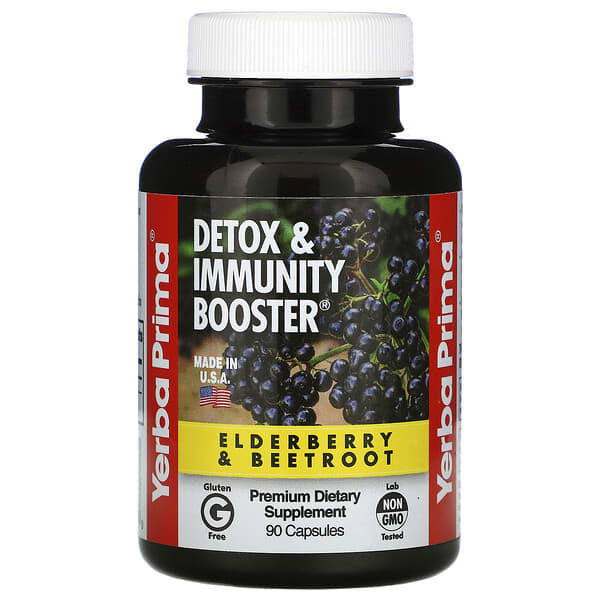 Yerba Prima®
DETOX &
IMMUNITY
BOOSTER®
MADE IN
U.S.A.
ELDERBERRY
& BEETROOT
Gluten
G
Free
Premium Dietary
Supplement
90 Capsules
Lab
NON
GMO
Tested
Yerba Prima®